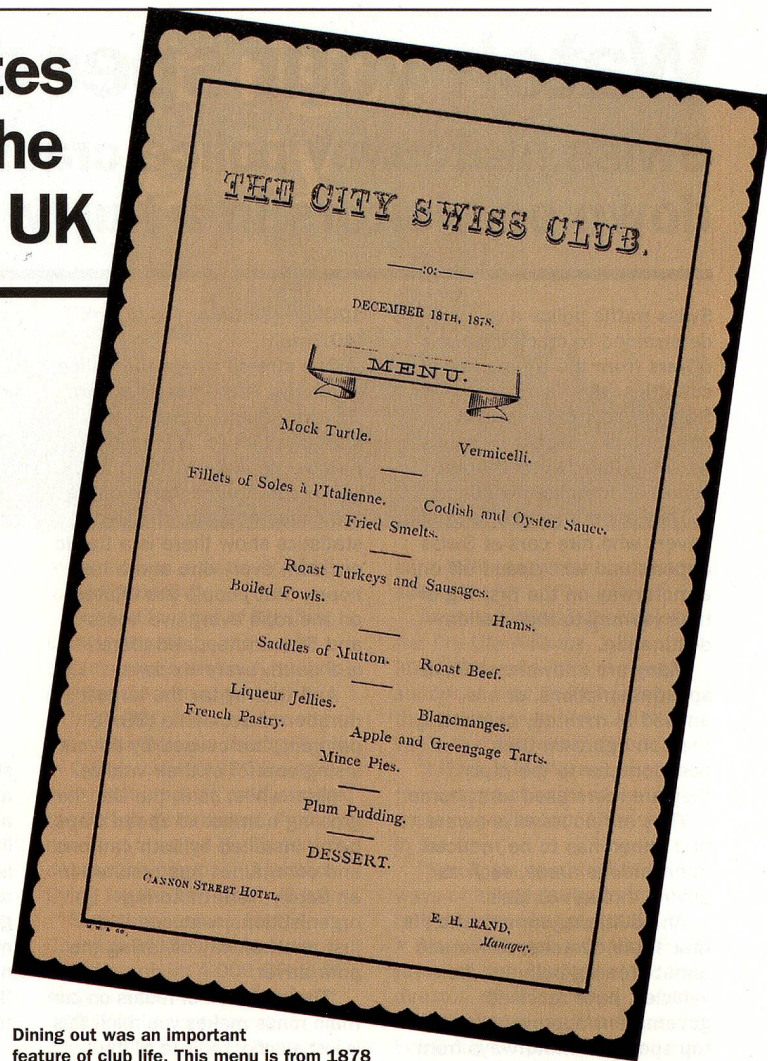 tes
he
UK
THE CITY SWISS CLUB.
—:o:—
DECEMBER 18TH, 1878.
MENU.
Mock Turtle. Vermicelli.
Fillets of Soles à l'Italienne. Codfish and Oyster Sauce.
Fried Smelts.
Roast Turkeys and Sausages.
Boiled Fowls. Hams.
Saddles of Mutton. Roast Beef.
Liqueur Jellies. Blancmanges.
French Pastry. Apple and Greengage Tarts.
Mince Pies.
Plum Pudding.
DESSERT.
CANNON STREET HOTEL. E. H. RAND,
Manager.
Dining out was an important
feature of club life. This menu is from 1878